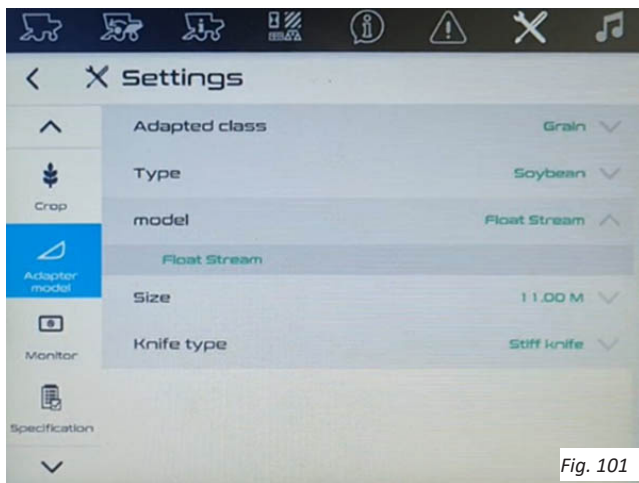 Settings
Adapted class Grain
Type Soybean
Crop
model Float Stream
Float Stream
Adapter
model
Size 11.00 M
Knife type Stiff knife
Monitor
Specification
Fig. 101